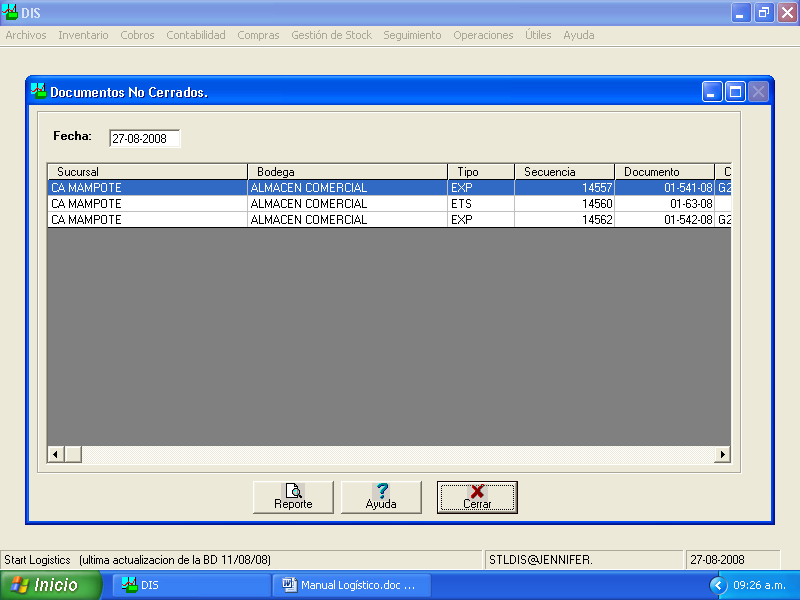 DIS
Archivos Inventario Cobros Contabilidad Compras Gestión de Stock Seguimiento Operaciones Útiles Ayuda
Documentos No Cerrados.
Fecha: 27-08-2008
Sucursal Bodega Tipo Secuencia Documento C
CA MAMPOTE ALMACEN COMERCIAL EXP 14557 01-541-08 G2
CA MAMPOTE ALMACEN COMERCIAL ETS 14560 01-63-08
CA MAMPOTE ALMACEN COMERCIAL EXP 14562 01-542-08 G2
Reporte Ayuda Cerrar
Start Logistics (ultima actualizacion de la BD 11/08/08) STLDIS@JENNIFER. 27-08-2008
Inicio DIS Manual Logístico.doc ... 09:26 a.m.